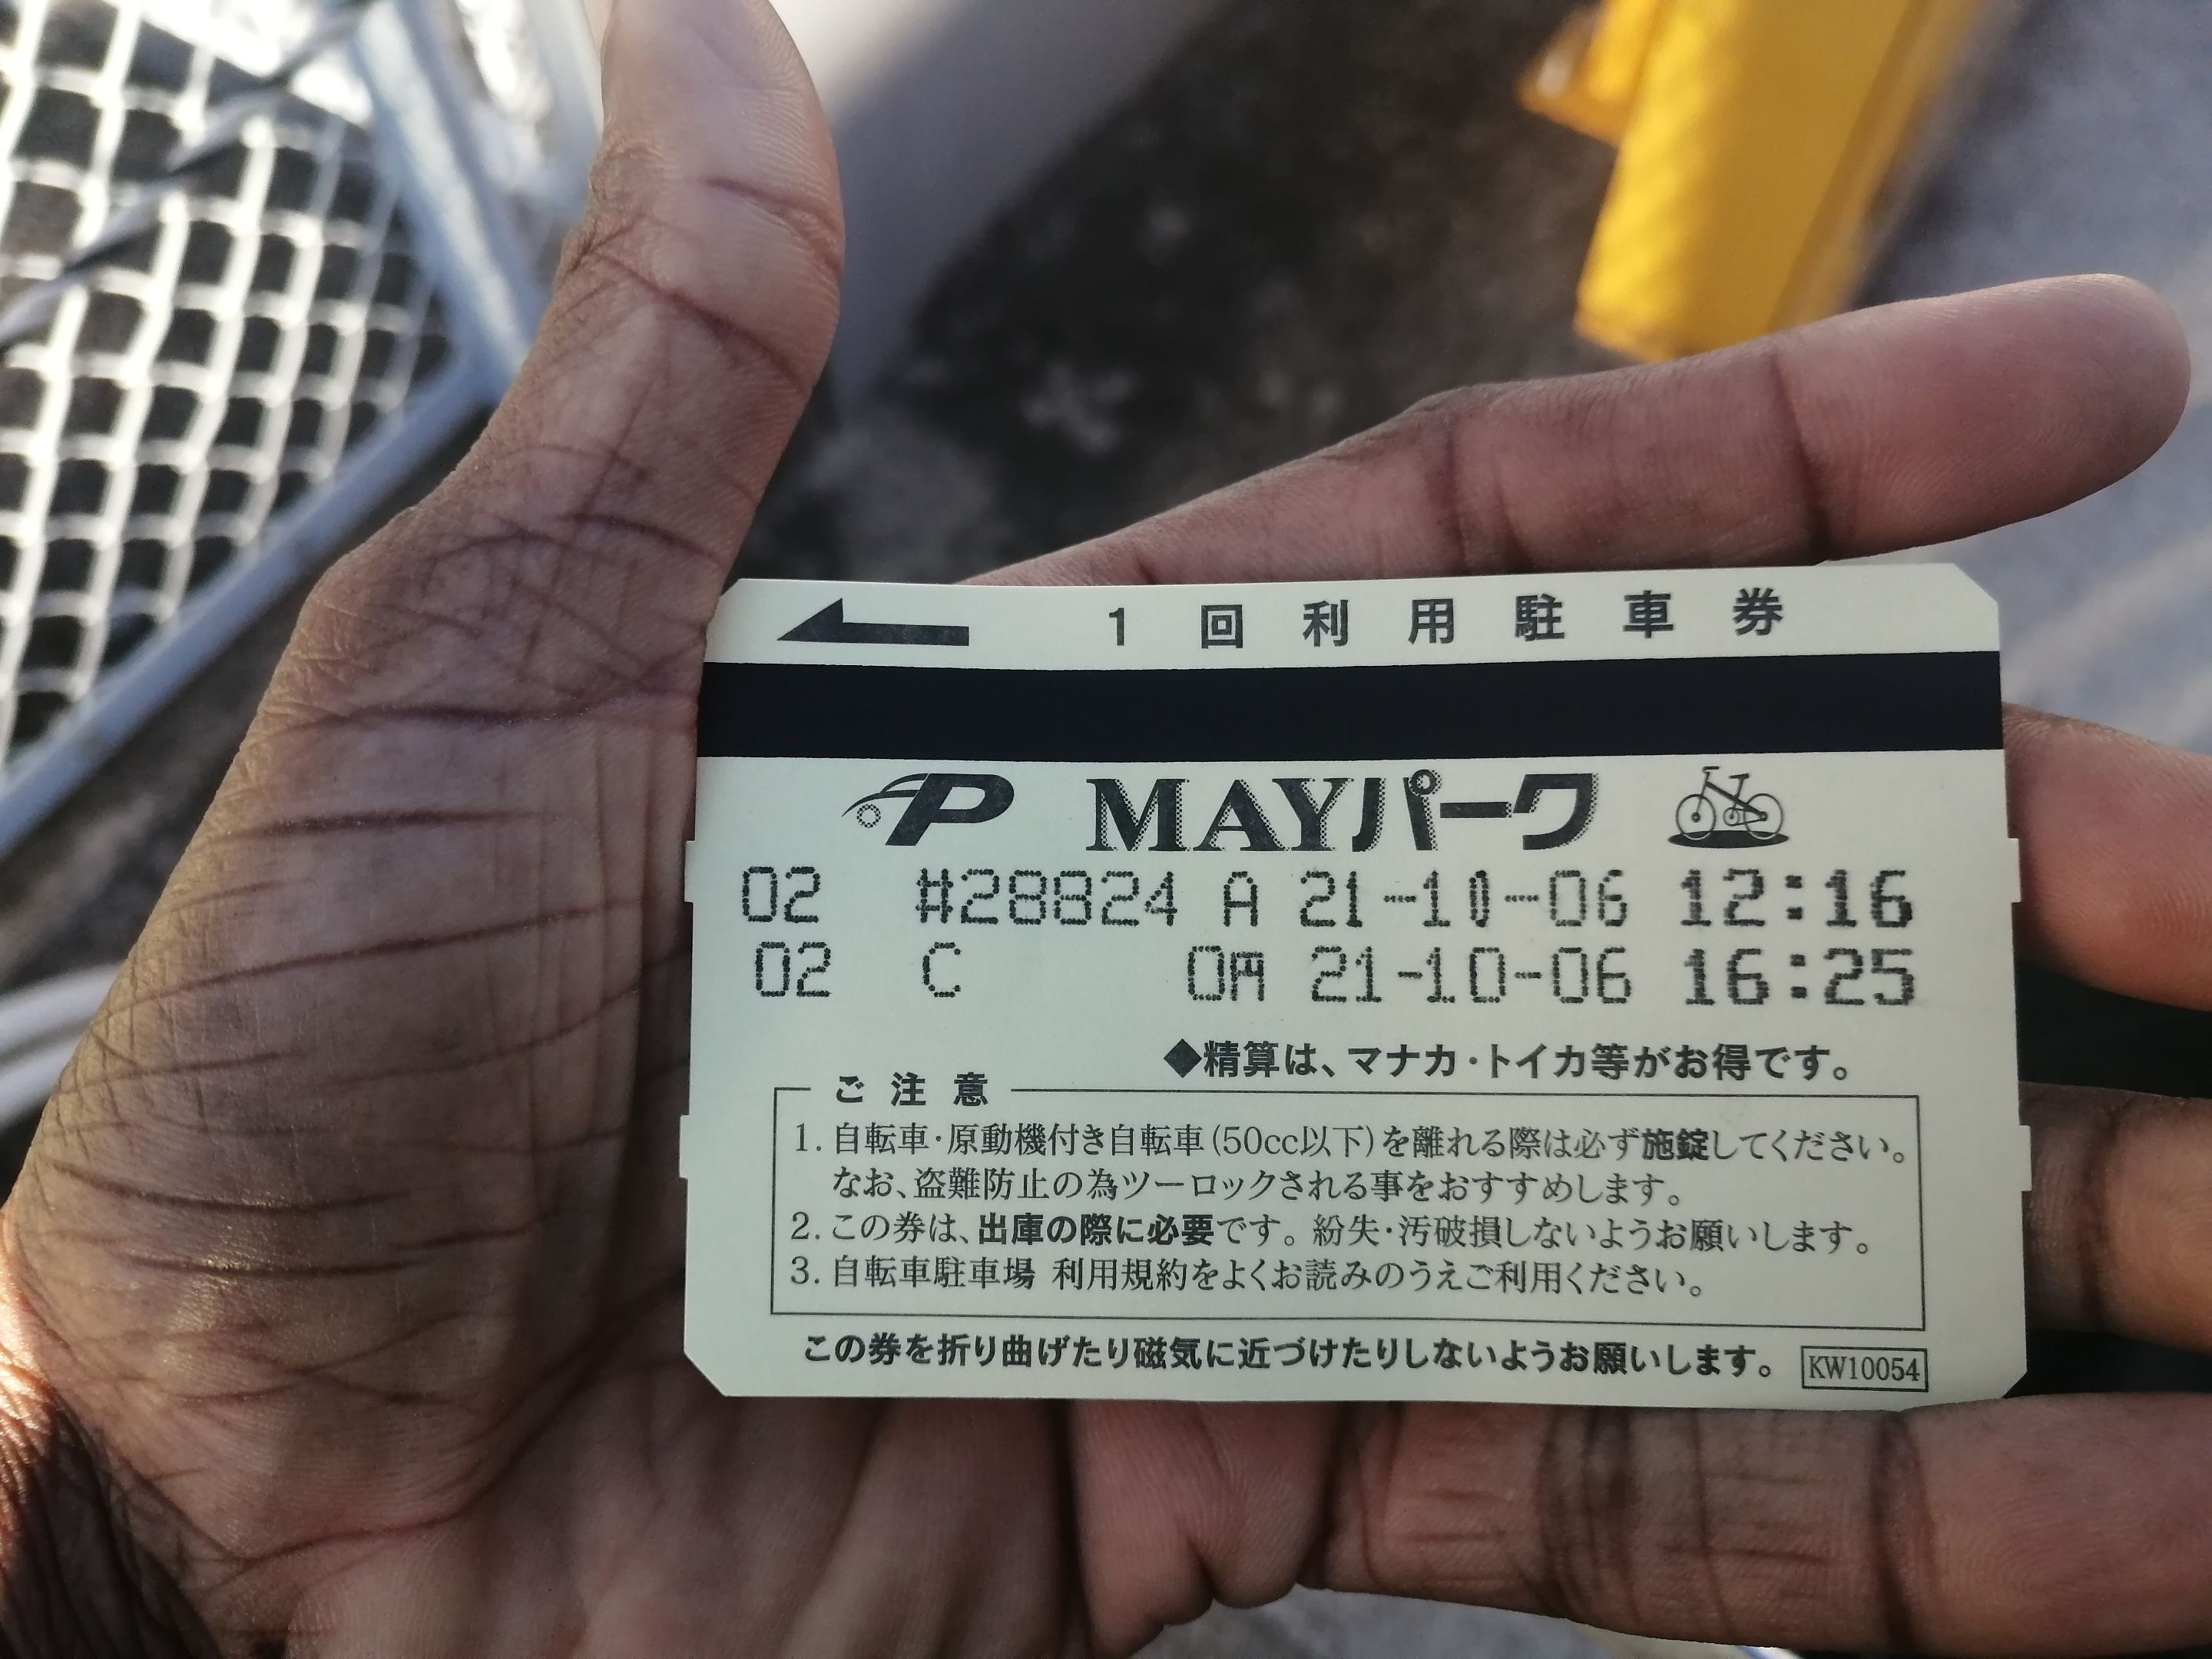 1回利用駐車券
P MAYパーク
02 #28824 A 21-10-06 12:16
02 C 0円 21-10-06 16:25
◆精算は、マナカ・トイカ等がお得です。
ご注意
1. 自転車・原動機付き自転車(50cc以下)を離れる際は必ず施錠してください。
なお、盗難防止の為ツーロックされる事をおすすめします。
2. この券は、出庫の際に必要です。紛失・汚破損しないようお願いします。
3. 自転車駐車場 利用規約をよくお読みのうえご利用ください。
この券を折り曲げたり磁気に近づけたりしないようお願いします。 KW10054